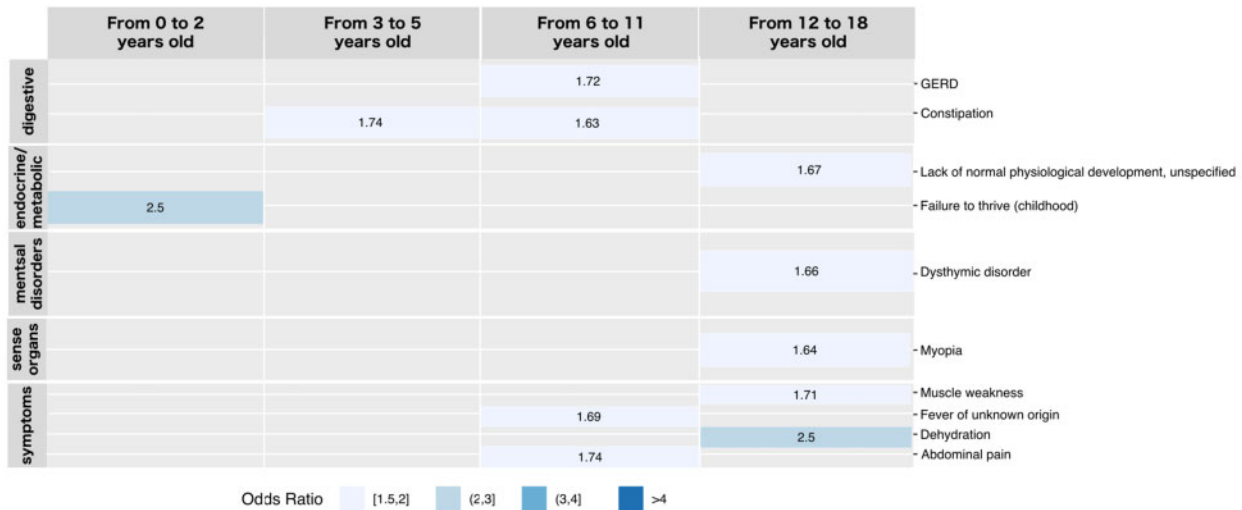 From 0 to 2
years old
From 3 to 5
years old
From 6 to 11
years old
From 12 to 18
years old
digestive
1.72
GERD
1.74
1.63
Constipation
endocrine/
metabolic
1.67
Lack of normal physiological development, unspecified
2.5
Failure to thrive (childhood)
mentsal
disorders
1.66
Dysthymic disorder
sense
organs
1.64
Myopia
symptoms
1.71
Muscle weakness
1.69
Fever of unknown origin
2.5
Dehydration
1.74
Abdominal pain
Odds Ratio [1.5,2] (2,3] (3,4] >4